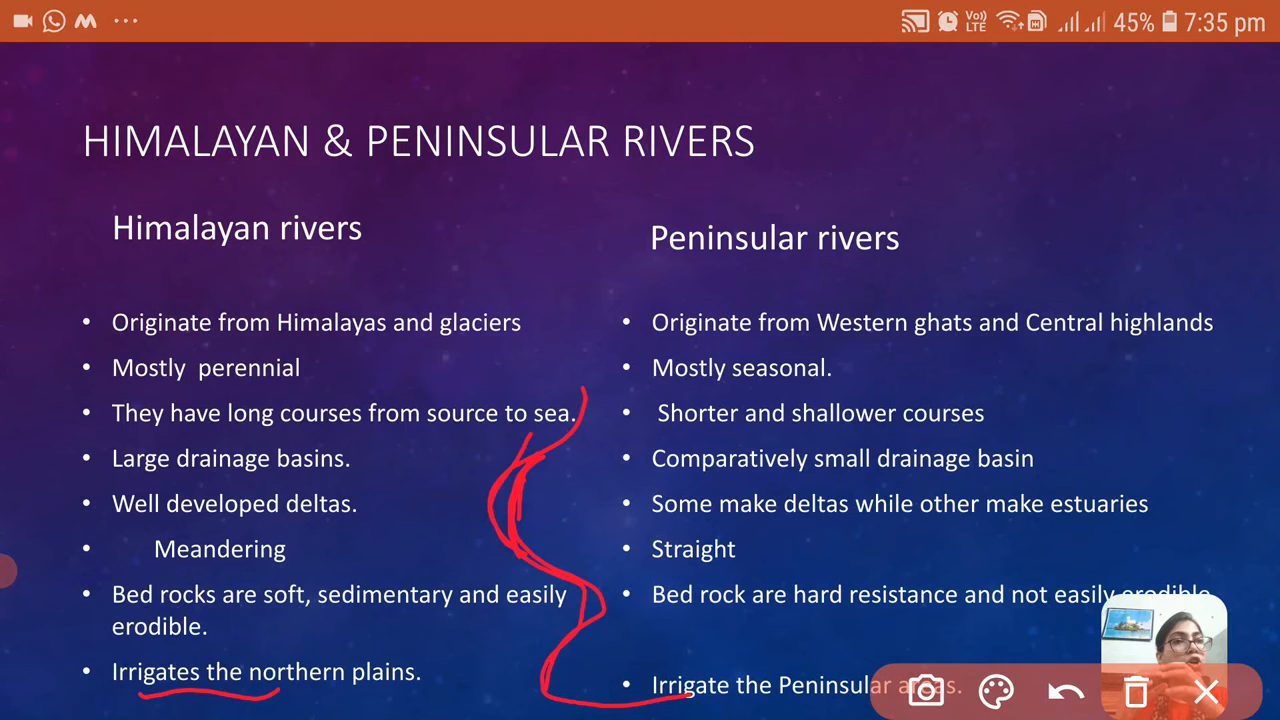 45% 7:35 pm
Vo)
LTE
HIMALAYAN & PENINSULAR RIVERS
Himalayan rivers
• Originate from Himalayas and glaciers
• Mostly perennial
• They have long courses from source to sea.
• Large drainage basins.
• Well developed deltas.
• Meandering
• Bed rocks are soft, sedimentary and easily
erodible.
• Irrigates the northern plains.
Peninsular rivers
• Originate from Western ghats and Central highlands
• Mostly seasonal.
• Shorter and shallower courses
• Comparatively small drainage basin
• Some make deltas while other make estuaries
• Straight
• Bed rock are hard resistance and not easily erodible
• Irrigate the Peninsular areas.